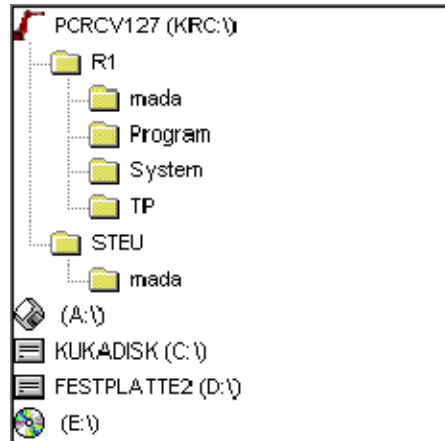 PCRCV127 (KRC:\)
R1
mada
Program
System
TP
STEU
mada
(A:\)
KUKADISK (C:\)
FESTPLATTE2 (D:\)
(E:\)